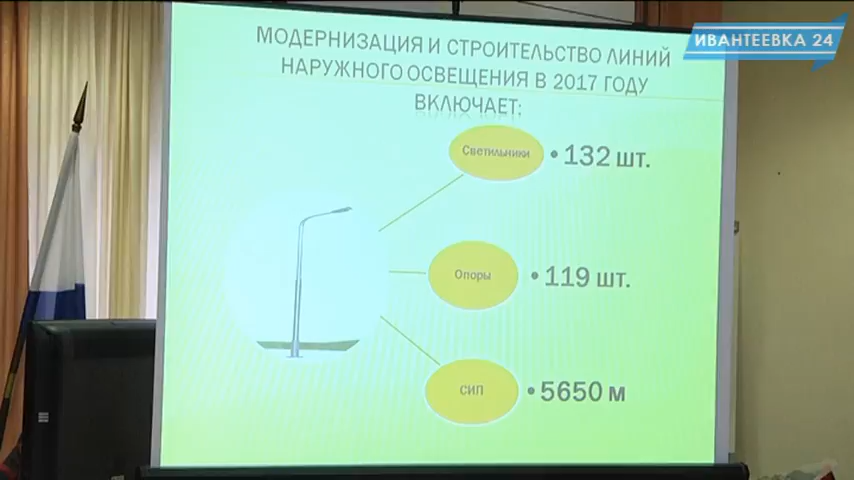 ИВАНТЕЕВКА 24
МОДЕРНИЗАЦИЯ И СТРОИТЕЛЬСТВО ЛИНИЙ
НАРУЖНОГО ОСВЕЩЕНИЯ В 2017 ГОДУ
ВКЛЮЧАЕТ:
Светильники • 132 шт.
Опоры • 119 шт.
СИП • 5650 м